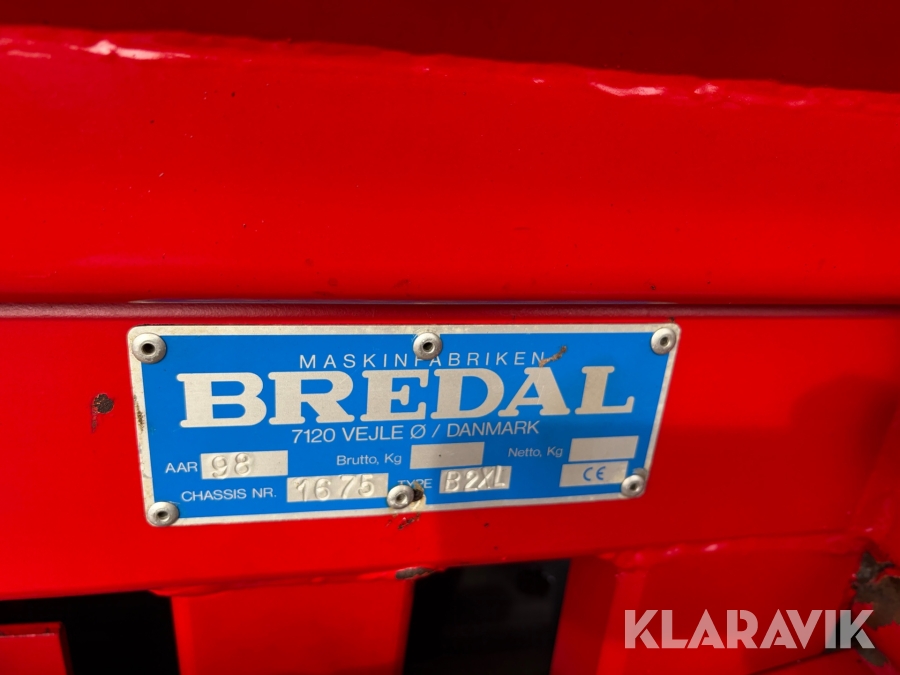 MASKINFABRIKEN
BREDAL
7120 VEJLE Ø / DANMARK
AAR 98 Brutto, Kg Netto, Kg
CHASSIS NR. 1675 TYPE B2XL CE
KLARAVIK